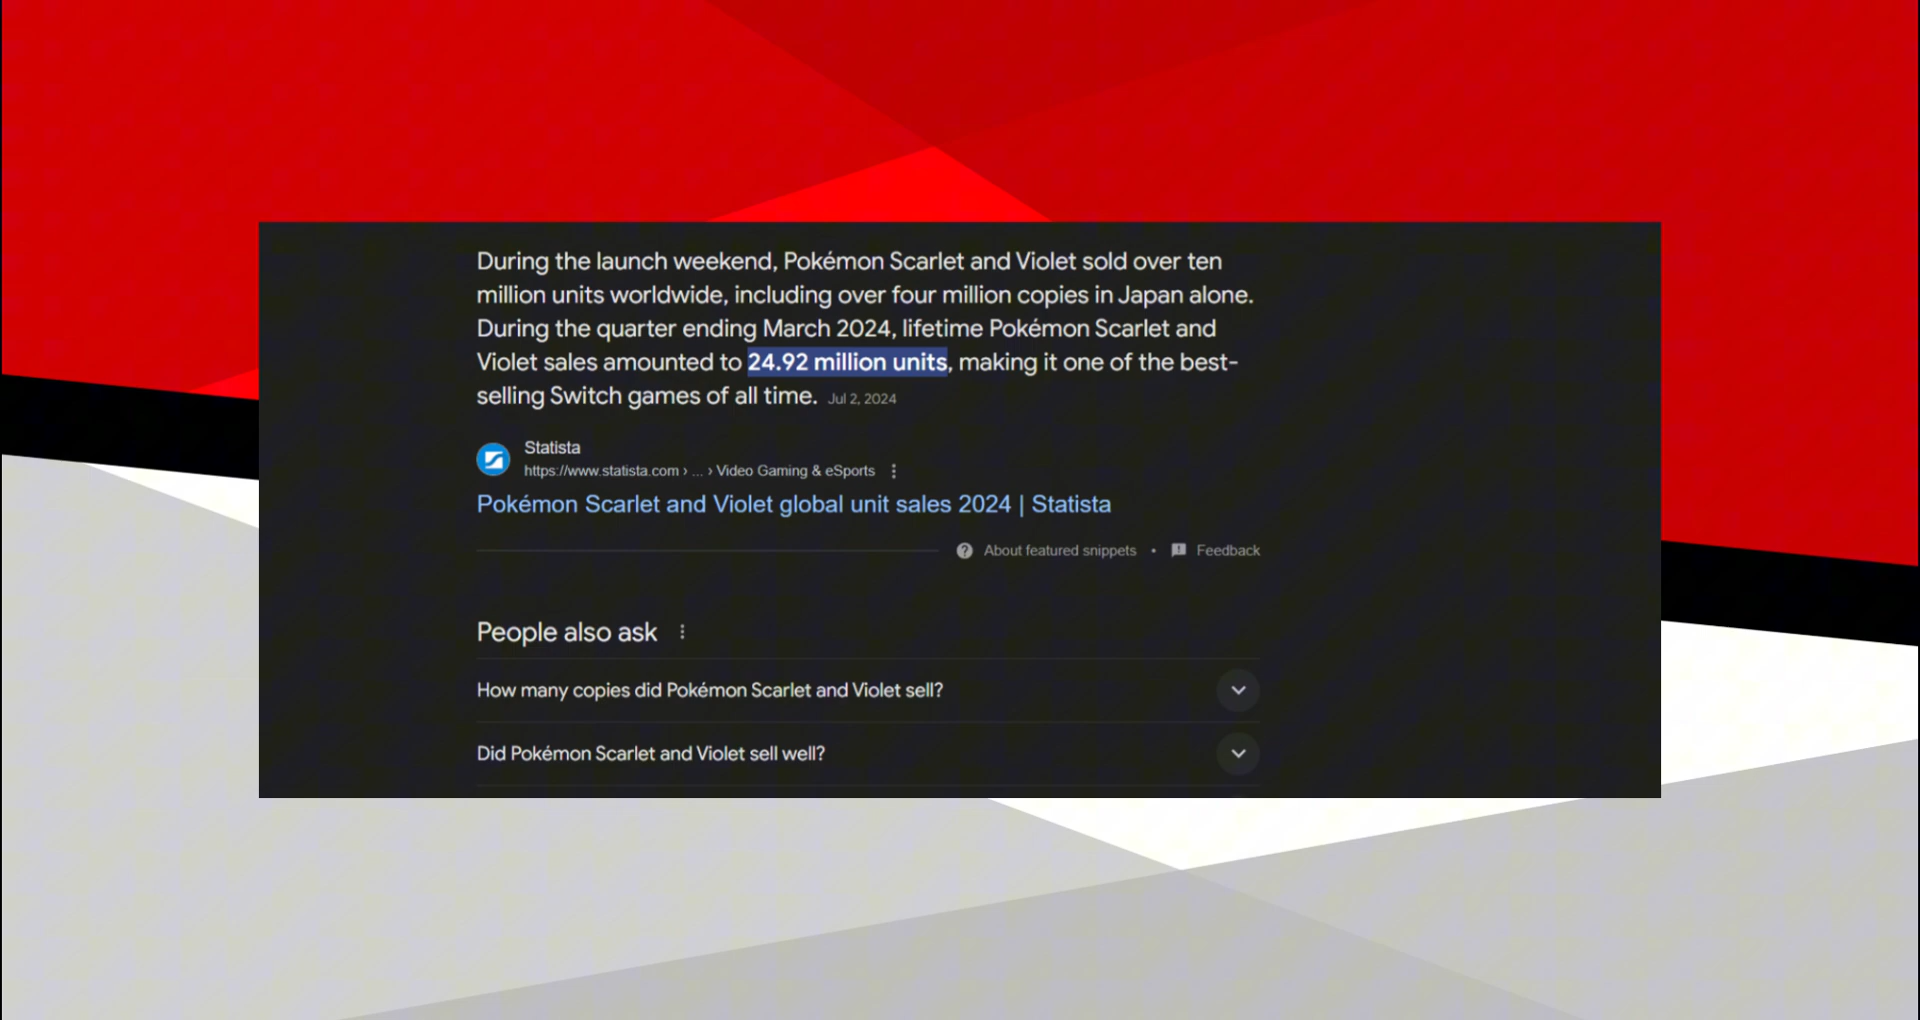 During the launch weekend, Pokémon Scarlet and Violet sold over ten
million units worldwide, including over four million copies in Japan alone.
During the quarter ending March 2024, lifetime Pokémon Scarlet and
Violet sales amounted to 24.92 million units, making it one of the best-
selling Switch games of all time. Jul 2, 2024
Statista
https://www.statista.com › ... › Video Gaming & eSports
Pokémon Scarlet and Violet global unit sales 2024 | Statista
About featured snippets • Feedback
People also ask
How many copies did Pokémon Scarlet and Violet sell?
Did Pokémon Scarlet and Violet sell well?